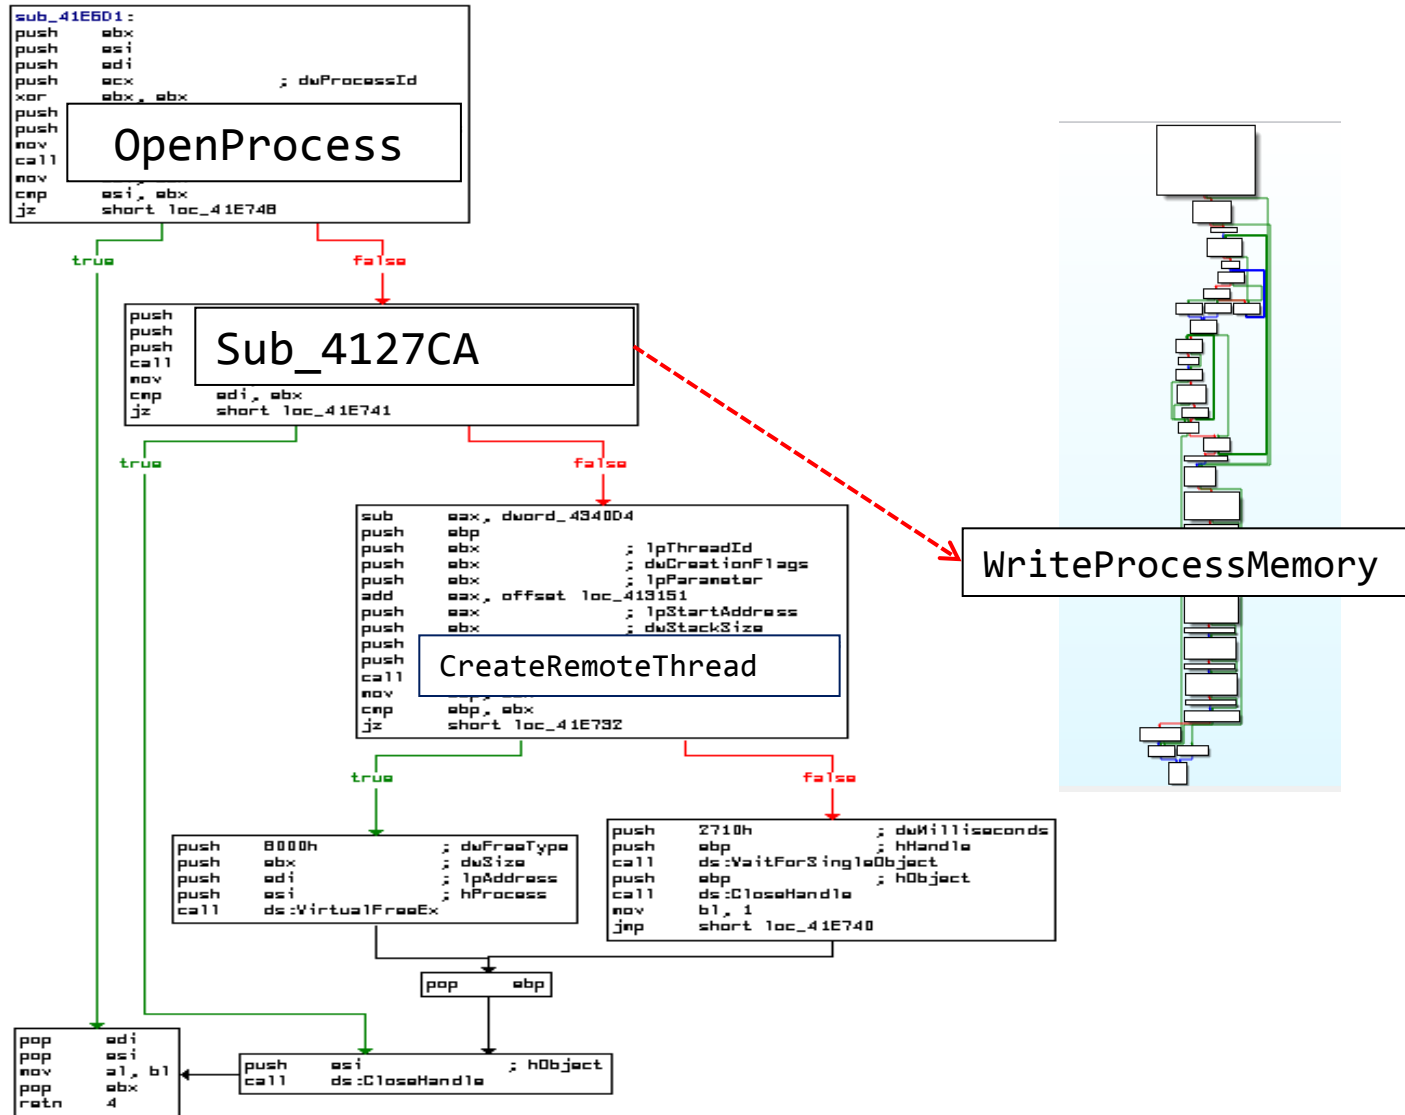 sub_41E6D1:
push ebx
push esi
push edi
push ecx ; dwProcessId
xor ebx, ebx
push
push
mov
call
mov
OpenProcess
cmp esi, ebx
jz short loc_41E748
true
false
push
push
push
call
mov
Sub_4127CA
cmp edi, ebx
jz short loc_41E741
true
false
sub eax, dword_4340D4
push ebp
push ebx ; lpThreadId
push ebx ; dwCreationFlags
push ebx ; lpParameter
add eax, offset loc_413151
push eax ; lpStartAddress
push ebx ; dwStackSize
push
push
call
mov
CreateRemoteThread
cmp ebp, ebx
jz short loc_41E732
WriteProcessMemory
true
false
push 8000h ; dwFreeType
push ebx ; dwSize
push edi ; lpAddress
push esi ; hProcess
call ds:VirtualFreeEx
push 2710h ; dwMilliseconds
push ebp ; hHandle
call ds:WaitForSingleObject
push ebp ; hObject
call ds:CloseHandle
mov bl, 1
jmp short loc_41E740
pop ebp
push esi ; hObject
call ds:CloseHandle
pop edi
pop esi
mov al, bl
pop ebx
retn 4